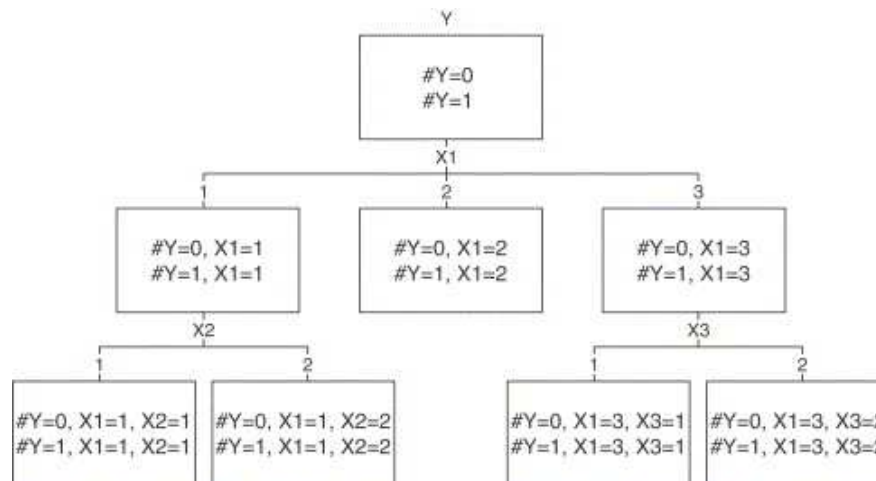 Y
#Y=0
#Y=1
X1
1 2 3
#Y=0, X1=1
#Y=1, X1=1
#Y=0, X1=2
#Y=1, X1=2
#Y=0, X1=3
#Y=1, X1=3
X2
X3
1 2 1 2
#Y=0, X1=1, X2=1
#Y=1, X1=1, X2=1
#Y=0, X1=1, X2=2
#Y=1, X1=1, X2=2
#Y=0, X1=3, X3=1
#Y=1, X1=3, X3=1
#Y=0, X1=3, X3=2
#Y=1, X1=3, X3=2